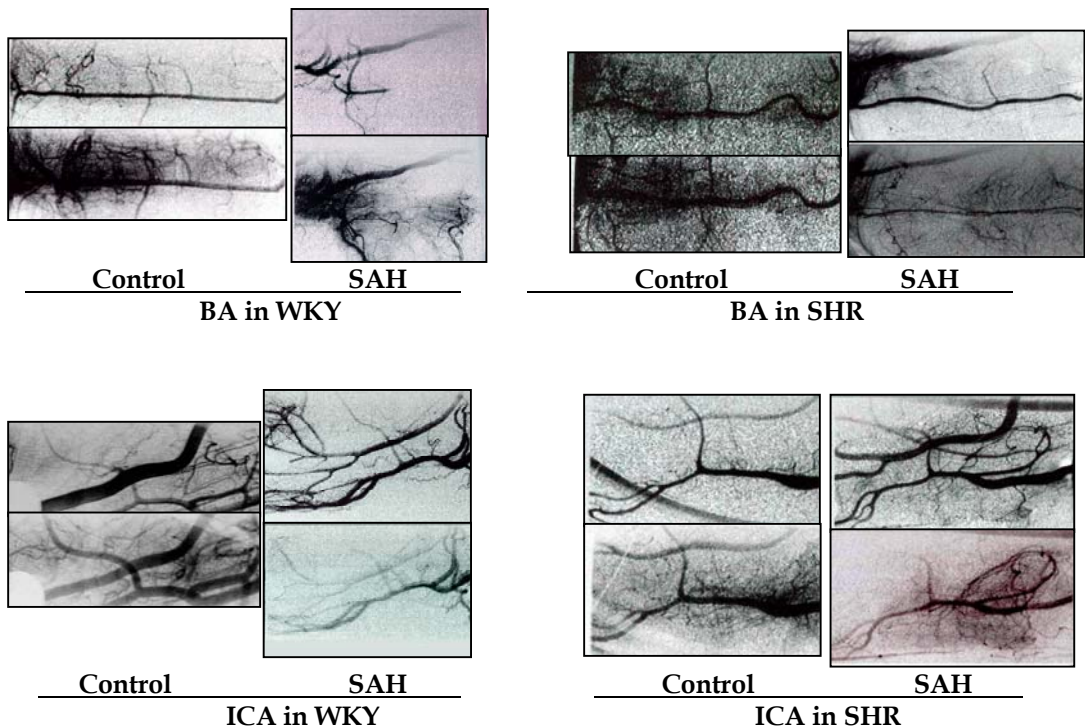 Control SAH
BA in WKY
Control SAH
BA in SHR
Control SAH
ICA in WKY
Control SAH
ICA in SHR